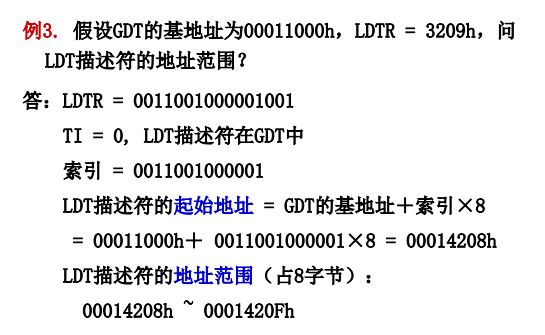 例3. 假设GDT的基地址为00011000h，LDTR = 3209h，问
LDT描述符的地址范围？
答：LDTR = 0011001000001001
TI = 0, LDT描述符在GDT中
索引 = 0011001000001
LDT描述符的起始地址 = GDT的基地址＋索引×8
= 00011000h＋ 0011001000001×8 = 00014208h
LDT描述符的地址范围（占8字节）：
00014208h ~ 0001420Fh